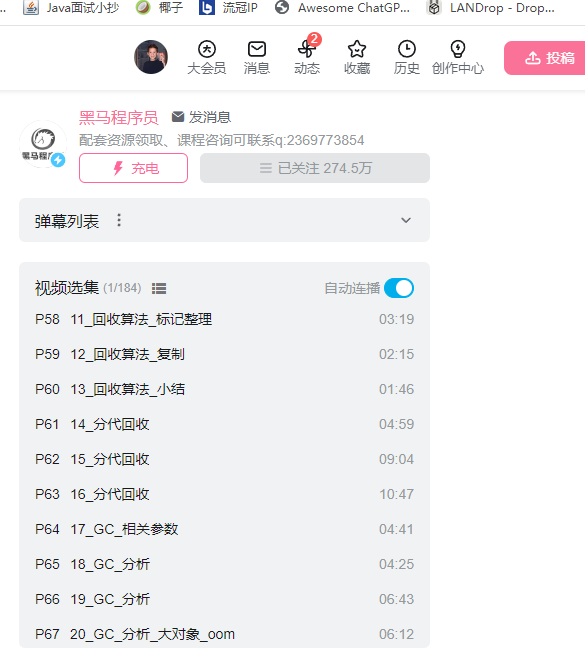 Java面试小抄 椰子 流冠IP Awesome ChatGP... LANDrop - Drop...
大会员 消息 2 动态 收藏 历史 创作中心 投稿
黑马程序员 发消息
配套资源领取、课程咨询可联系q:2369773854
充电 已关注 274.5万
弹幕列表
视频选集 (1/184) 自动连播
P58 11_回收算法_标记整理 03:19
P59 12_回收算法_复制 02:15
P60 13_回收算法_小结 01:46
P61 14_分代回收 04:59
P62 15_分代回收 09:04
P63 16_分代回收 10:47
P64 17_GC_相关参数 04:41
P65 18_GC_分析 04:25
P66 19_GC_分析 06:43
P67 20_GC_分析_大对象_oom 06:12